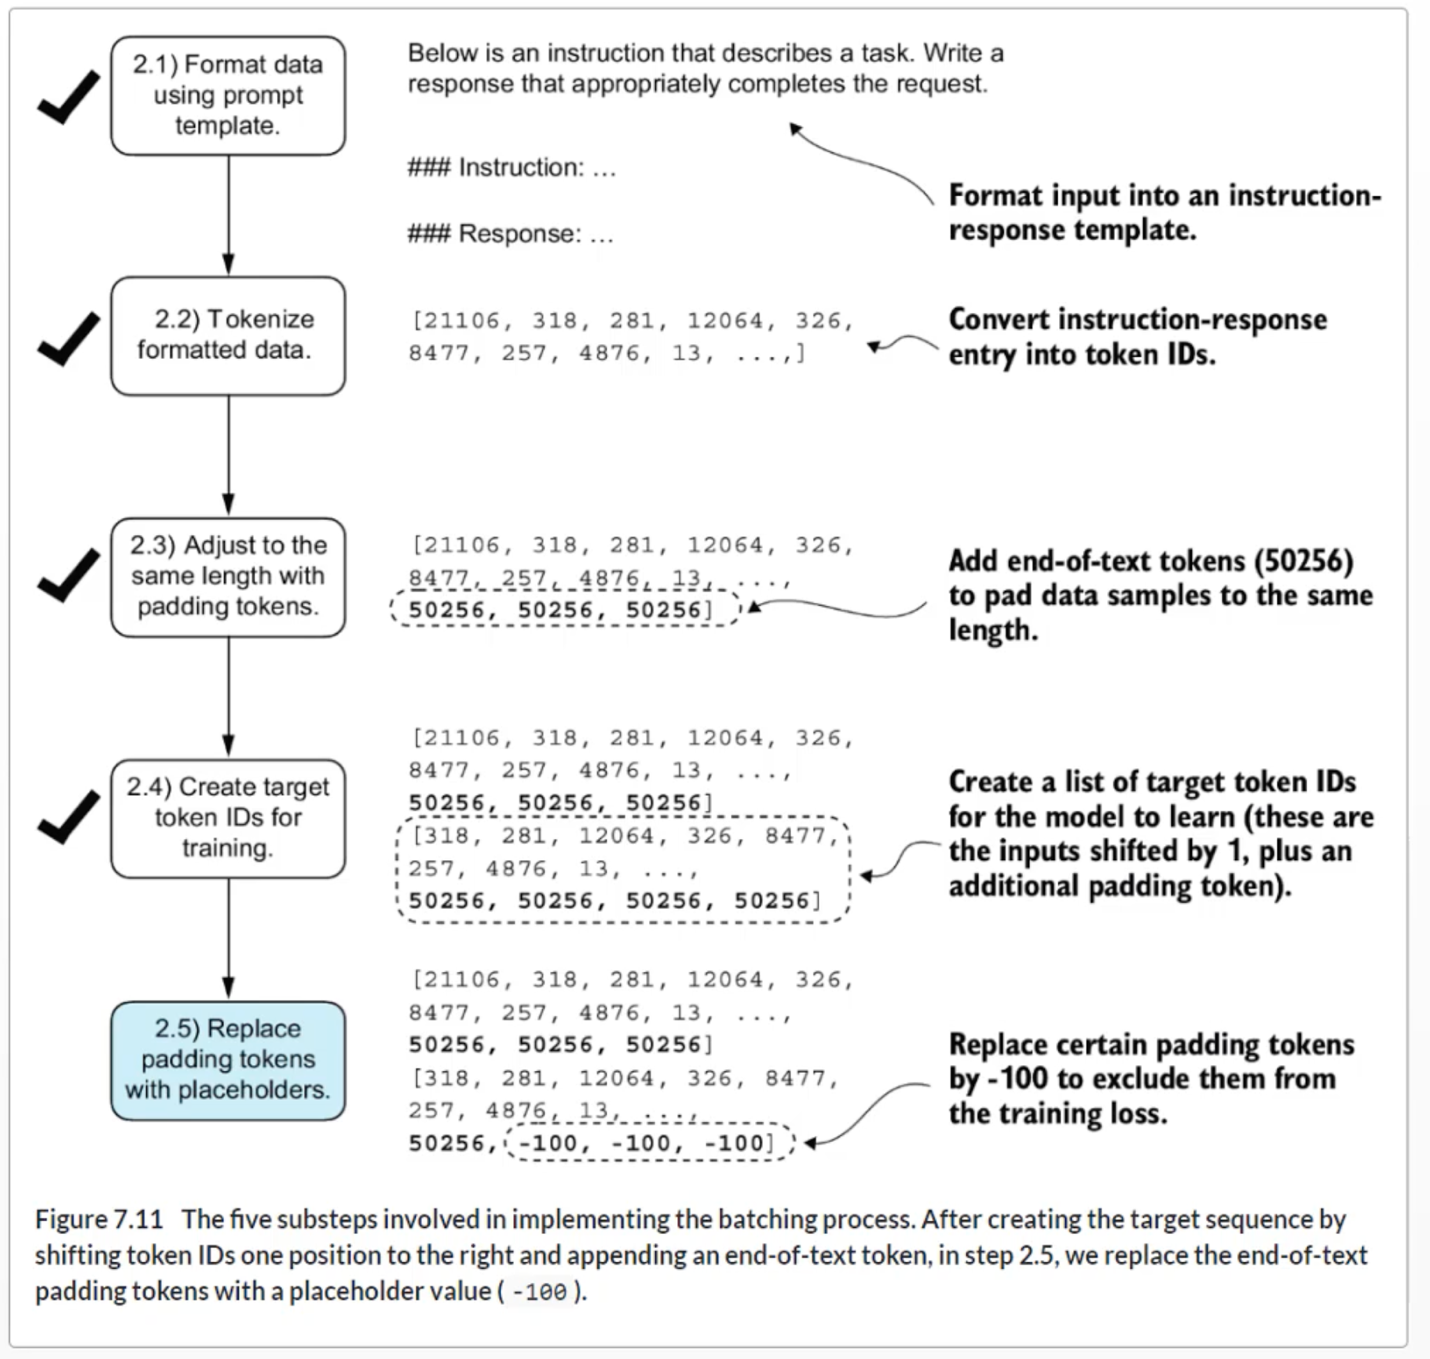 2.1) Format data
using prompt
template.
Below is an instruction that describes a task. Write a
response that appropriately completes the request.
### Instruction: ...
### Response: ...
Format input into an instruction-
response template.
2.2) Tokenize
formatted data.
[21106, 318, 281, 12064, 326,
8477, 257, 4876, 13, ...,]
Convert instruction-response
entry into token IDs.
2.3) Adjust to the
same length with
padding tokens.
[21106, 318, 281, 12064, 326,
8477, 257, 4876, 13, ...,
50256, 50256, 50256]
Add end-of-text tokens (50256)
to pad data samples to the same
length.
2.4) Create target
token IDs for
training.
[21106, 318, 281, 12064, 326,
8477, 257, 4876, 13, ...,
50256, 50256, 50256]
[318, 281, 12064, 326, 8477,
257, 4876, 13, ...,
50256, 50256, 50256, 50256]
Create a list of target token IDs
for the model to learn (these are
the inputs shifted by 1, plus an
additional padding token).
2.5) Replace
padding tokens
with placeholders.
[21106, 318, 281, 12064, 326,
8477, 257, 4876, 13, ...,
50256, 50256, 50256]
[318, 281, 12064, 326, 8477,
257, 4876, 13, ...,
50256, -100, -100, -100]
Replace certain padding tokens
by -100 to exclude them from
the training loss.
Figure 7.11 The five substeps involved in implementing the batching process. After creating the target sequence by
shifting token IDs one position to the right and appending an end-of-text token, in step 2.5, we replace the end-of-text
padding tokens with a placeholder value ( -100 ).